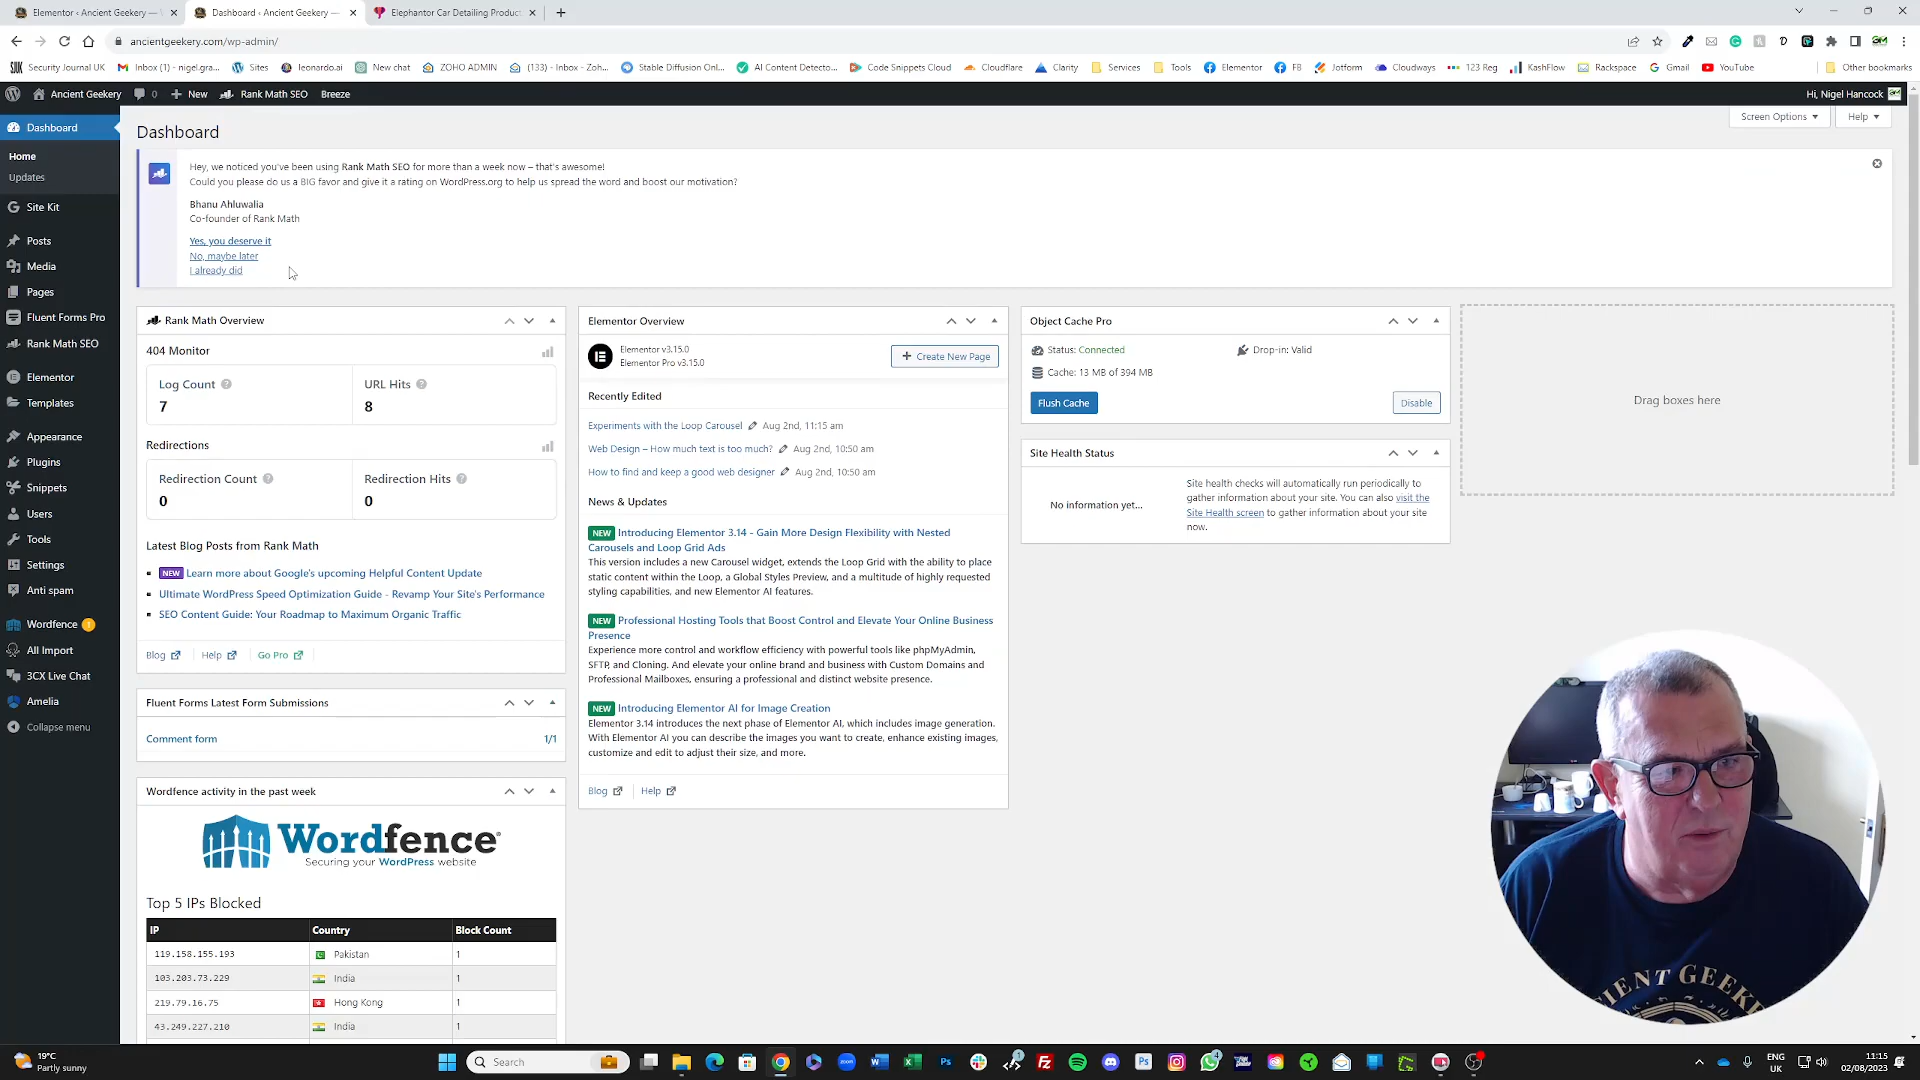 Elementor ‹ Ancient Geekery —
Dashboard ‹ Ancient Geekery —
Elephantor Car Detailing Product
ancientgeekery.com/wp-admin/
Security Journal UK
Inbox (1) - nigel.gra...
Sites
leonardo.ai
New chat
ZOHO ADMIN
(133) - Inbox - Zoh...
Stable Diffusion Onl...
AI Content Detecto...
Code Snippets Cloud
Cloudflare
Clarity
Services
Tools
Elementor
FB
Jotform
Cloudways
123 Reg
KashFlow
Rackspace
Gmail
YouTube
Other bookmarks
Ancient Geekery
0
New
Rank Math SEO
Breeze
Hi, Nigel Hancock
Dashboard
Home
Updates
Site Kit
Posts
Media
Pages
Fluent Forms Pro
Rank Math SEO
Elementor
Templates
Appearance
Plugins
Snippets
Users
Tools
Settings
Anti spam
Wordfence 1
All Import
3CX Live Chat
Amelia
Collapse menu
Screen Options
Help
Dashboard
Hey, we noticed you've been using Rank Math SEO for more than a week now – that's awesome!
Could you please do us a BIG favor and give it a rating on WordPress.org to help us spread the word and boost our motivation?
Bhanu Ahluwalia
Co-founder of Rank Math
Yes, you deserve it
No, maybe later
I already did
Rank Math Overview
404 Monitor
Log Count
URL Hits
7
8
Redirections
Redirection Count
Redirection Hits
0
0
Latest Blog Posts from Rank Math
NEW Learn more about Google's upcoming Helpful Content Update
Ultimate WordPress Speed Optimization Guide - Revamp Your Site's Performance
SEO Content Guide: Your Roadmap to Maximum Organic Traffic
Blog
Help
Go Pro
Fluent Forms Latest Form Submissions
Comment form
1/1
Wordfence activity in the past week
Wordfence
Securing your WordPress website
Top 5 IPs Blocked
IP Country Block Count
119.158.155.193 Pakistan 1
103.203.73.229 India 1
219.79.16.75 Hong Kong 1
43.249.227.210 India 1
Elementor Overview
Elementor v3.15.0
Elementor Pro v3.15.0
Create New Page
Recently Edited
Experiments with the Loop Carousel Aug 2nd, 11:15 am
Web Design – How much text is too much? Aug 2nd, 10:50 am
How to find and keep a good web designer Aug 2nd, 10:50 am
News & Updates
NEW Introducing Elementor 3.14 - Gain More Design Flexibility with Nested
Carousels and Loop Grid Ads
This version includes a new Carousel widget, extends the Loop Grid with the ability to place
static content within the Loop, a Global Styles Preview, and a multitude of highly requested
styling capabilities, and new Elementor AI features.
NEW Professional Hosting Tools that Boost Control and Elevate Your Online Business
Presence
Experience more control and workflow efficiency with powerful tools like phpMyAdmin,
SFTP, and Cloning. And elevate your online brand and business with Custom Domains and
Professional Mailboxes, ensuring a professional and distinct website presence.
NEW Introducing Elementor AI for Image Creation
Elementor 3.14 introduces the next phase of Elementor AI, which includes image generation.
With Elementor AI you can describe the images you want to create, enhance existing images,
customize and edit to adjust their size, and more.
Blog
Help
Object Cache Pro
Status: Connected
Drop-in: Valid
Cache: 13 MB of 394 MB
Flush Cache
Disable
Site Health Status
No information yet...
Site health checks will automatically run periodically to
gather information about your site. You can also visit the
Site Health screen to gather information about your site
now.
Drag boxes here
19°C
Partly sunny
Search
ENG
UK
11:15
02/08/2023